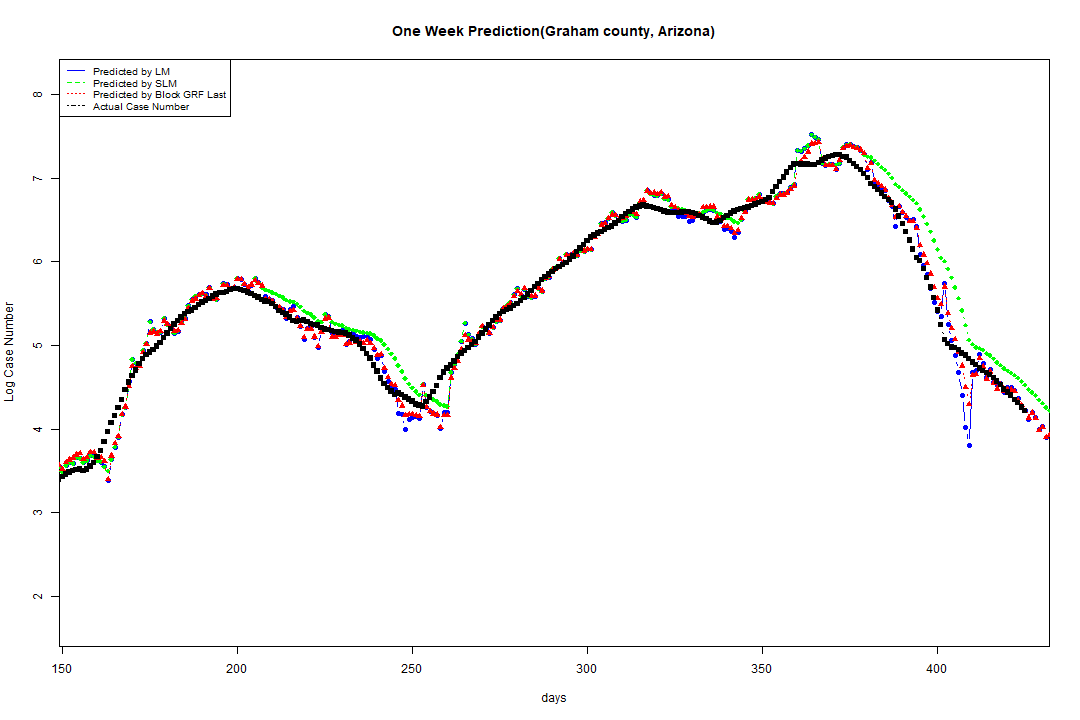 One Week Prediction(Graham county, Arizona)
Predicted by LM
Predicted by SLM
Predicted by Block GRF Last
Actual Case Number
8
7
6
5
4
3
2
Log Case Number
150 200 250 300 350 400
days